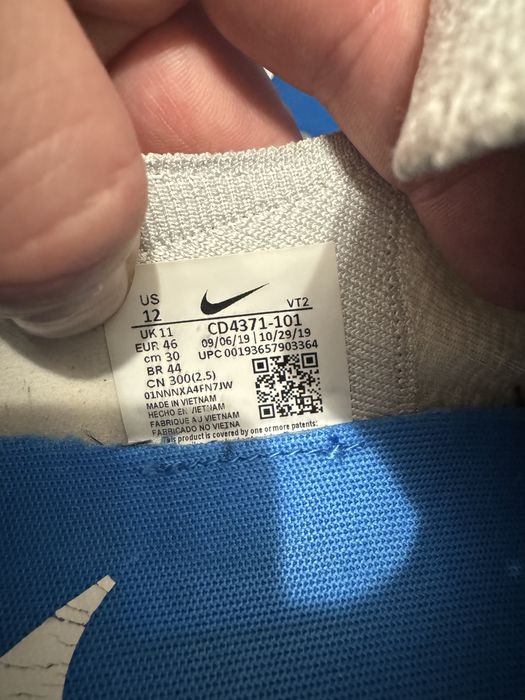 US
12
VT2
UK 11
CD4371-101
EUR 46
09/06/19 | 10/29/19
cm 30
UPC 00193657903364
BR 44
CN 300(2.5)
01NNNXA4FN7JW
MADE IN VIETNAM
HECHO EN VIETNAM
FABRIQUE AU VIETNAM
FABRICADO NO VIETNA
This product is covered by one or more patents: